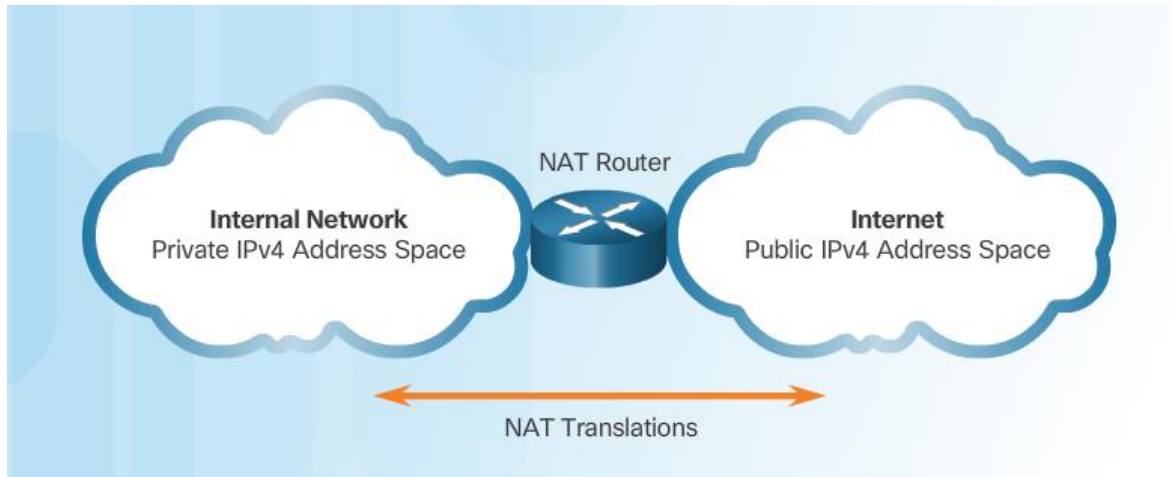 NAT Router
Internal Network
Private IPv4 Address Space
Internet
Public IPv4 Address Space
NAT Translations